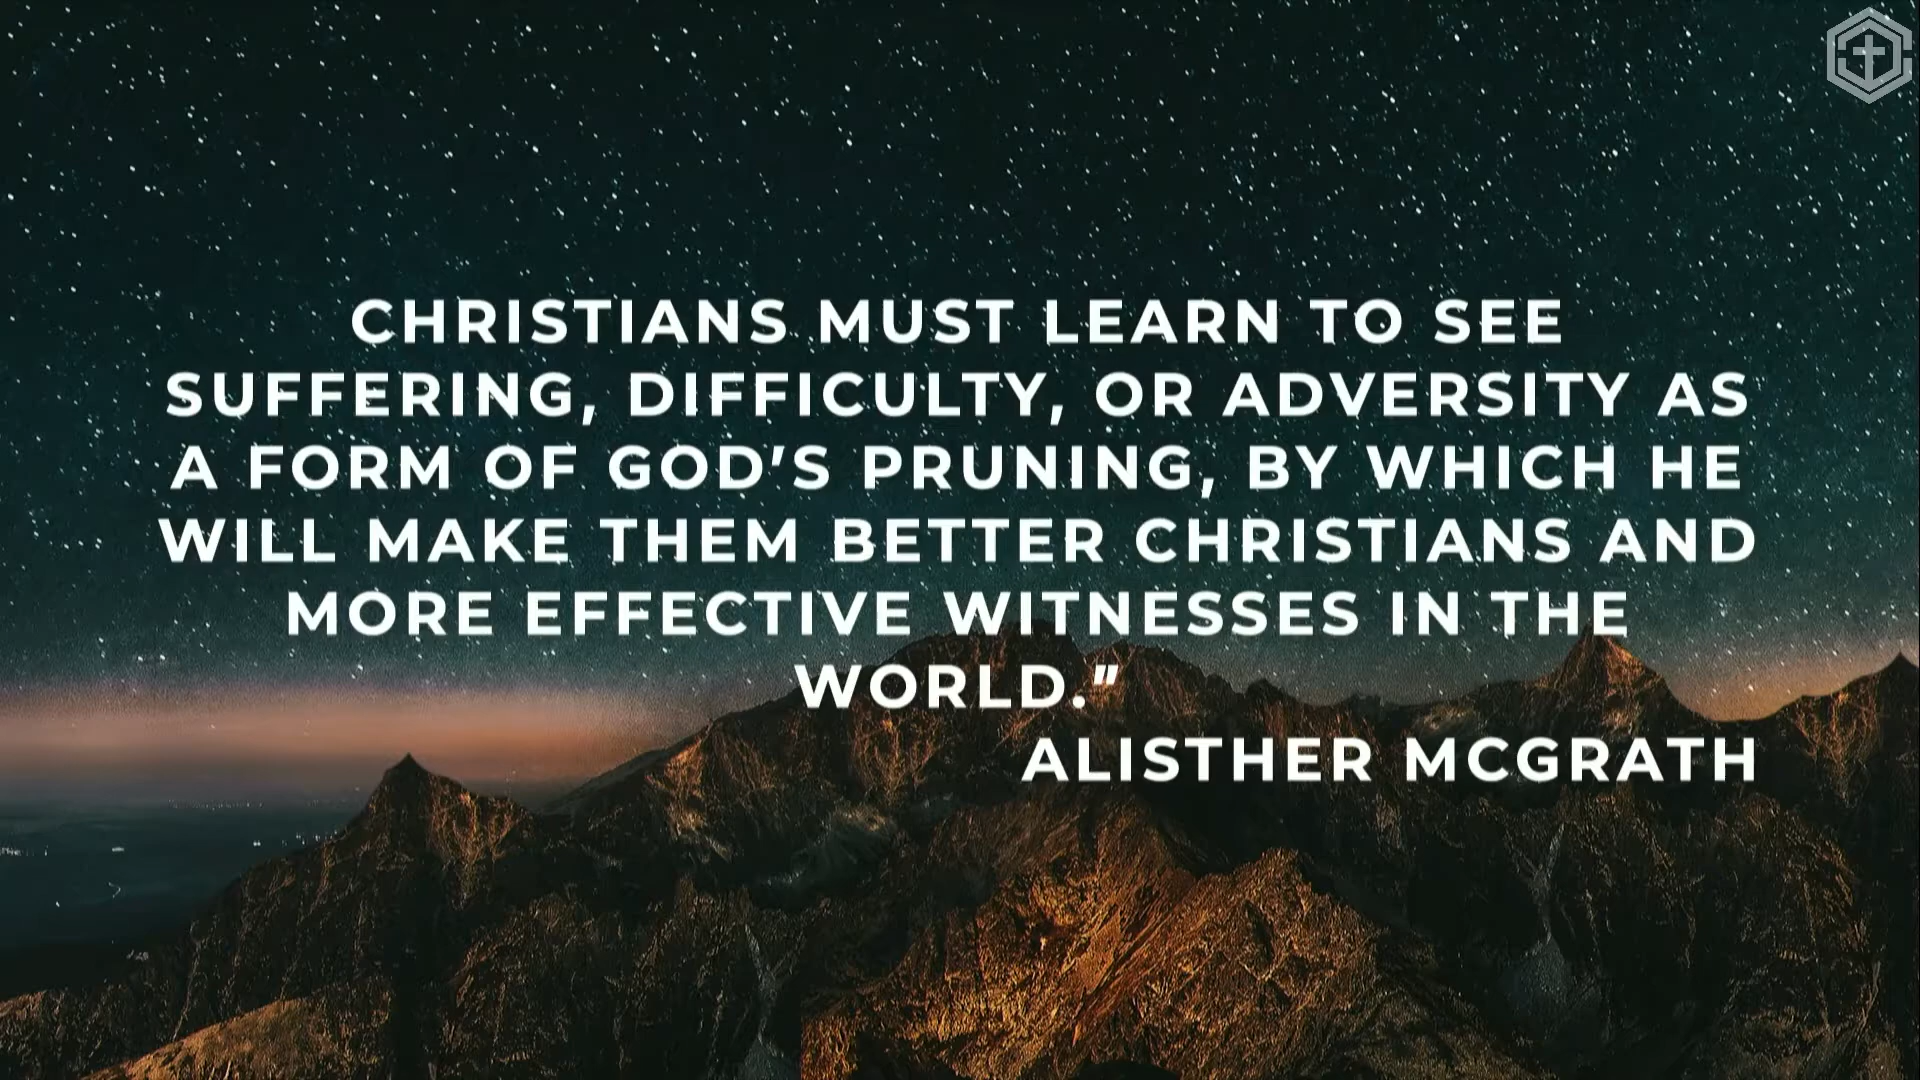 CHRISTIANS MUST LEARN TO SEE
SUFFERING, DIFFICULTY, OR ADVERSITY AS
A FORM OF GOD'S PRUNING, BY WHICH HE
WILL MAKE THEM BETTER CHRISTIANS AND
MORE EFFECTIVE WITNESSES IN THE
WORLD."
ALISTHER MCGRATH